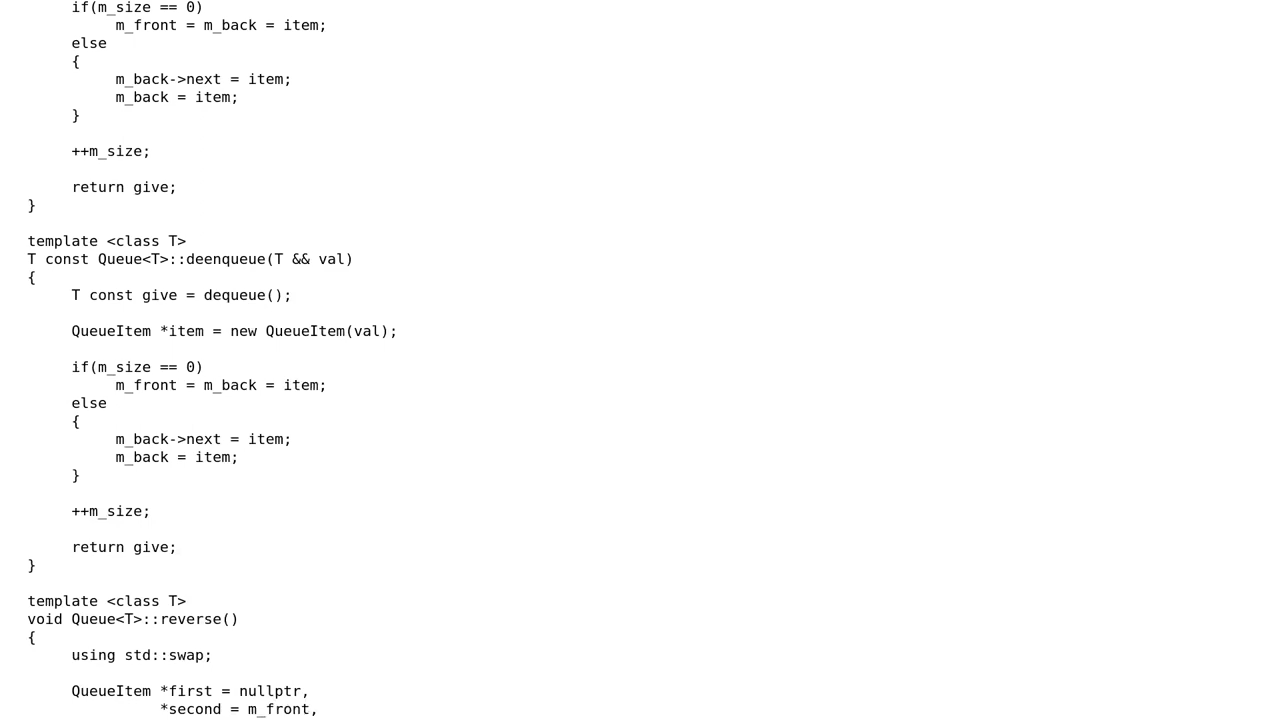 if(m_size == 0)
m_front = m_back = item;
else
{
m_back->next = item;
m_back = item;
}
++m_size;
return give;
}
template <class T>
T const Queue<T>::deenqueue(T && val)
{
T const give = dequeue();
QueueItem *item = new QueueItem(val);
if(m_size == 0)
m_front = m_back = item;
else
{
m_back->next = item;
m_back = item;
}
++m_size;
return give;
}
template <class T>
void Queue<T>::reverse()
{
using std::swap;
QueueItem *first = nullptr,
*second = m_front,